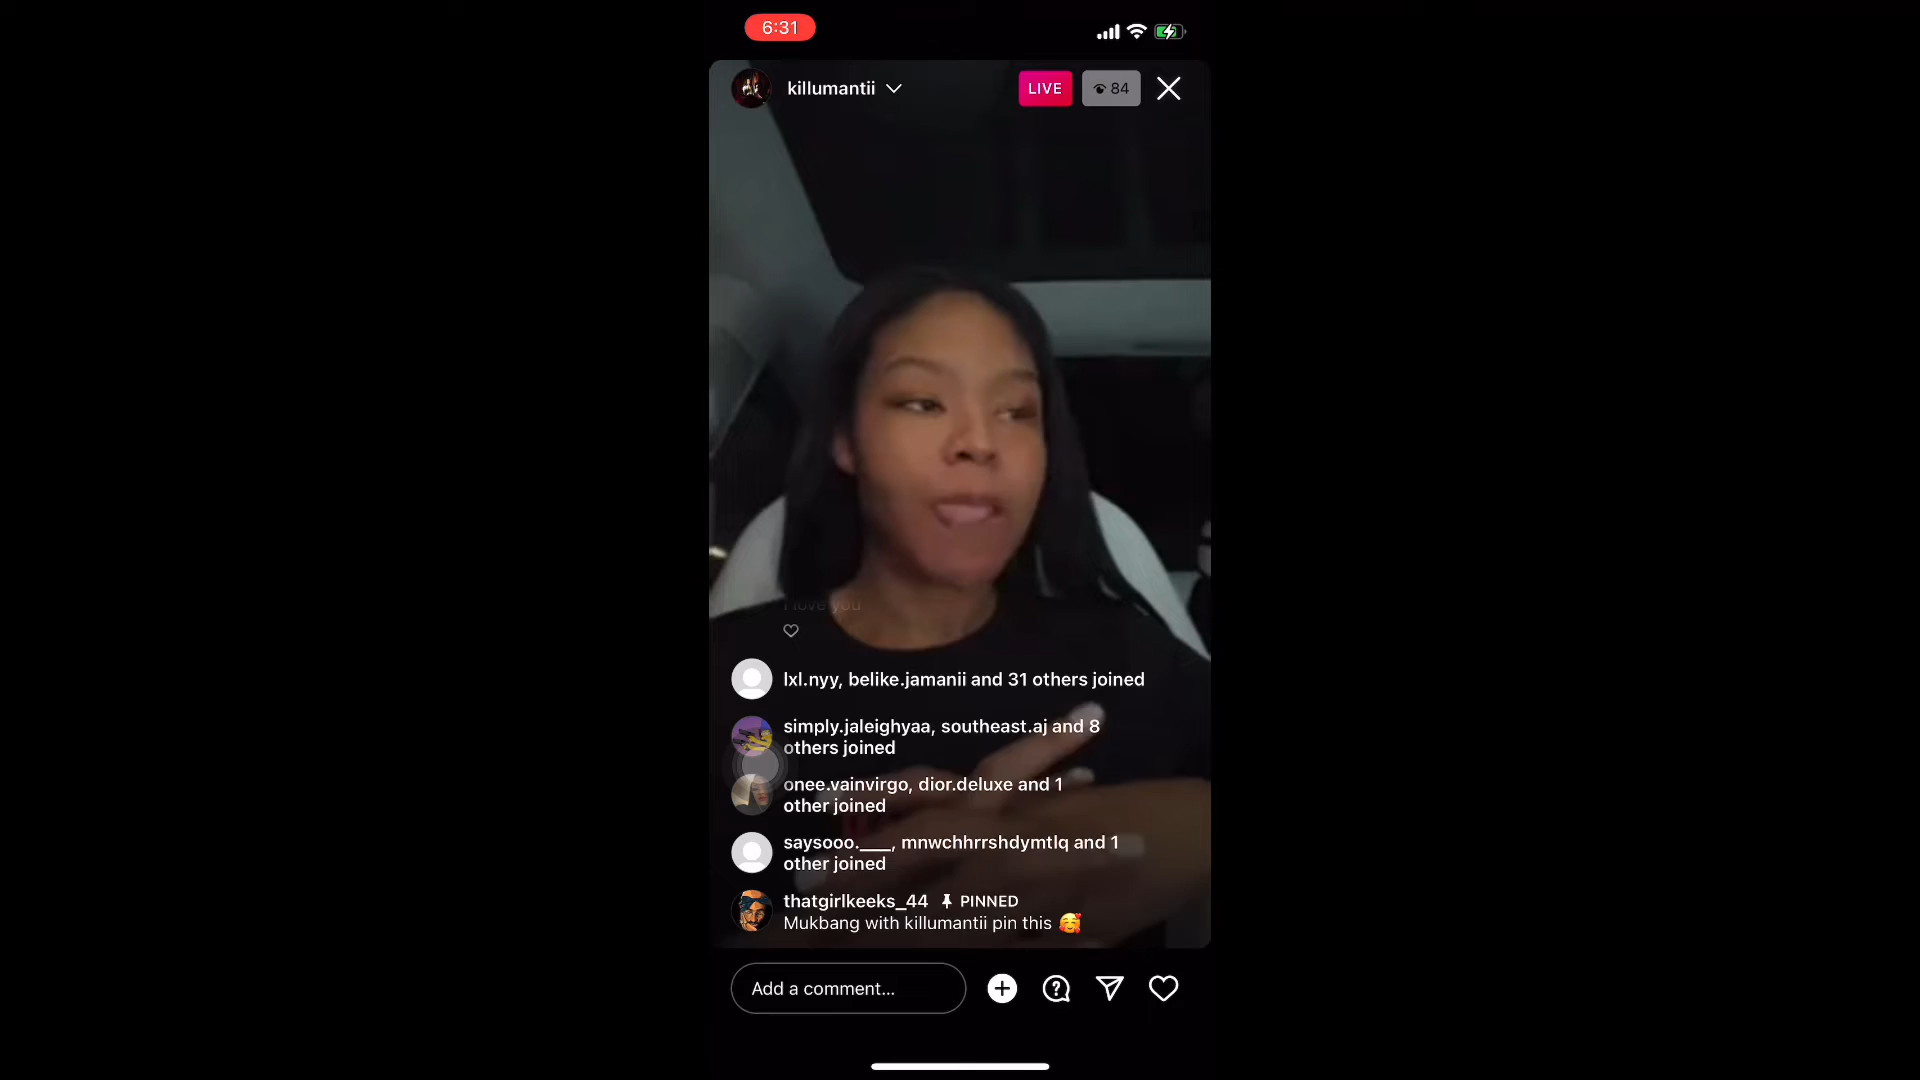 6:31
killumantii
LIVE
84
I love you
lxl.nyy, belike.jamanii and 31 others joined
simply.jaleighyaa, southeast.aj and 8
others joined
onee.vainvirgo, dior.deluxe and 1
other joined
saysooo.___, mnwchhrrshdymtlq and 1
other joined
thatgirlkeeks_44 PINNED
Mukbang with killumantii pin this 🥰
Add a comment...